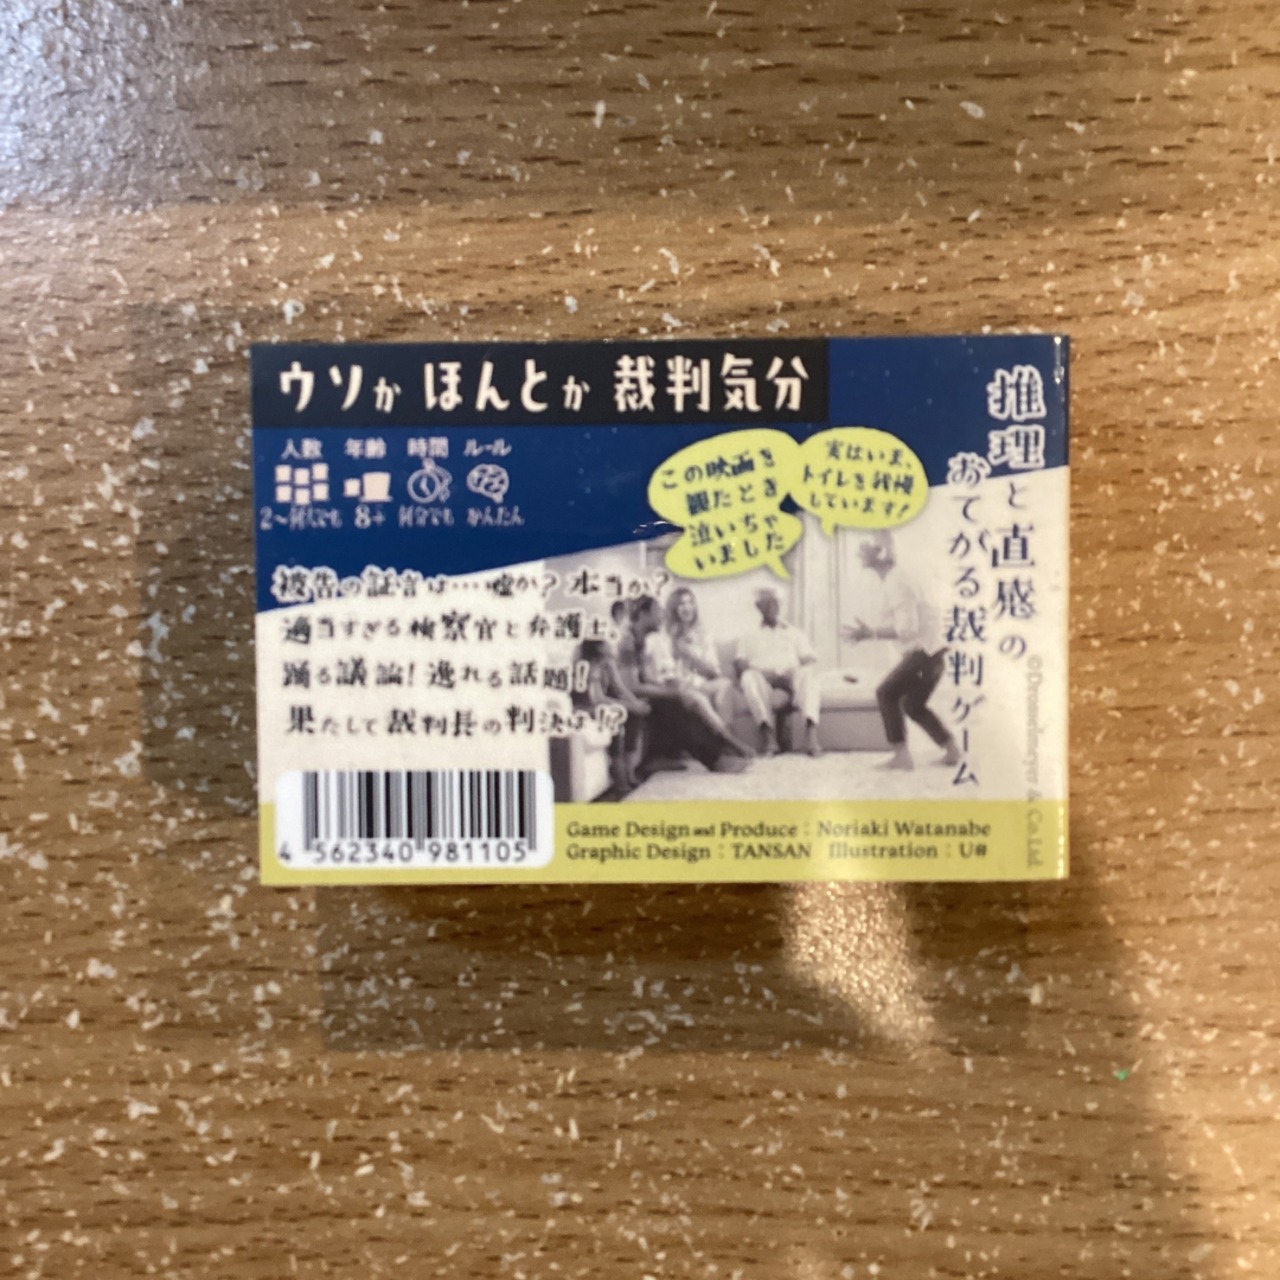 ウソか ほんとか 裁判気分
人数 年齢 時間 ルール
2〜何人でも 8+ 何分でも かんたん
この映画を
観たとき
泣いちゃ
いました
実はいま、
トイレを我慢
しています!
推理と直感の
おてがる裁判ゲーム
被告の証言は…嘘か?本当か?
適当すぎる検察官と弁護士、
踊る議論!逸れる話題!
果たして裁判長の判決は!?
4 562340 981105
Game Design and Produce : Noriaki Watanabe
Graphic Design : TANSAN Illustration : U#
& Co.Ltd.